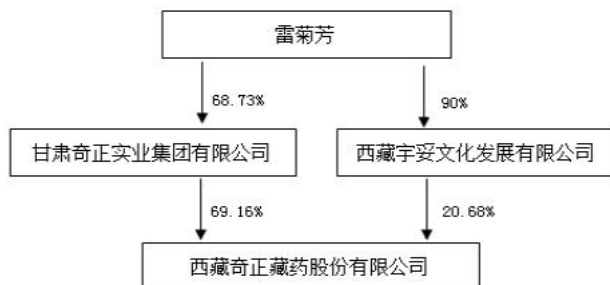 雷菊芳
68.73%
90%
甘肃奇正实业集团有限公司
西藏宇妥文化发展有限公司
69.16%
20.68%
西藏奇正藏药股份有限公司